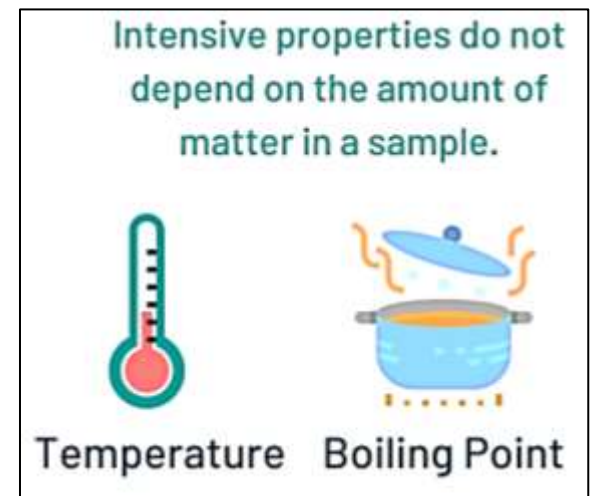 Intensive properties do not
depend on the amount of
matter in a sample.
Temperature Boiling Point